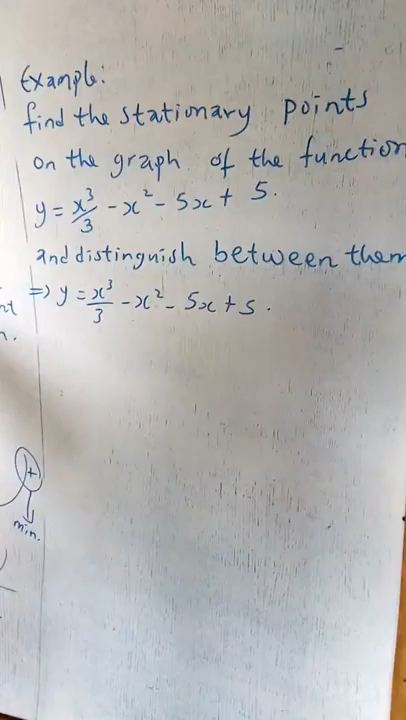 Example:
find the stationary points
on the graph of the function
y = x³/3 - x² - 5x + 5.
and distinguish between them
⇒ y = x³/3 - x² - 5x + 5.
n.
+
min.